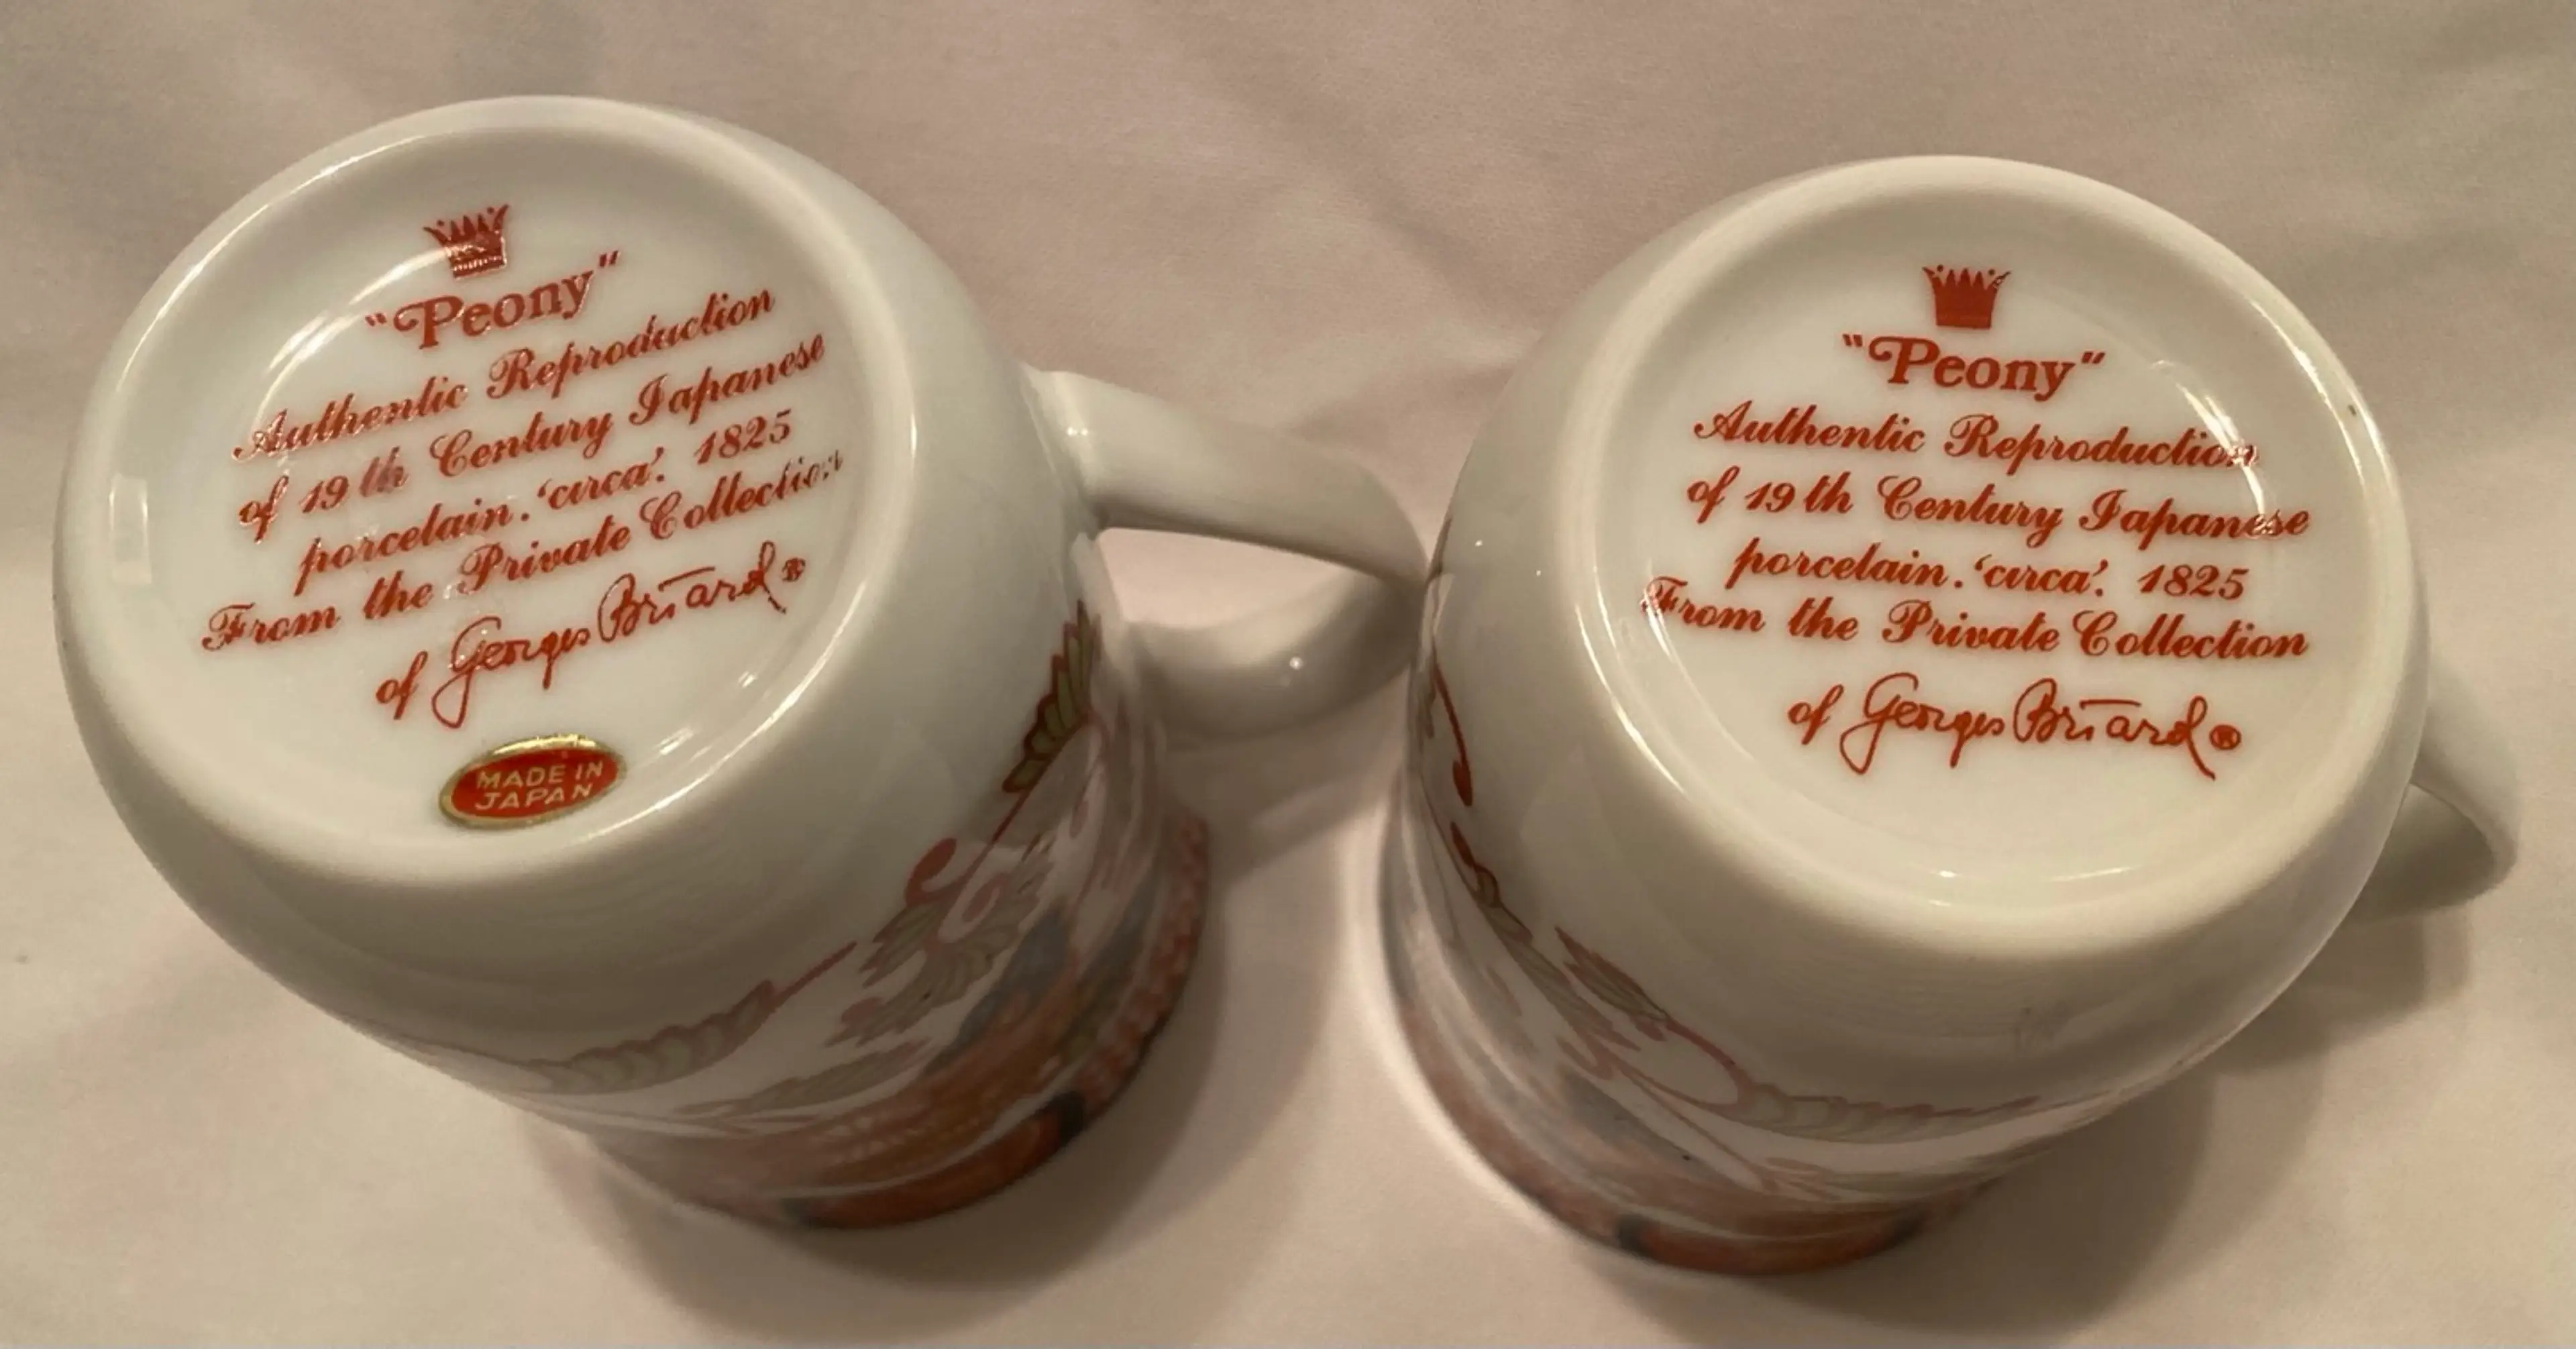 "Peony"
Authentic Reproduction
of 19th Century Japanese
porcelain. 'circa'. 1825
From the Private Collection
of Georges Briard®
MADE IN
JAPAN
"Peony"
Authentic Reproduction
of 19th Century Japanese
porcelain. 'circa'. 1825
From the Private Collection
of Georges Briard®